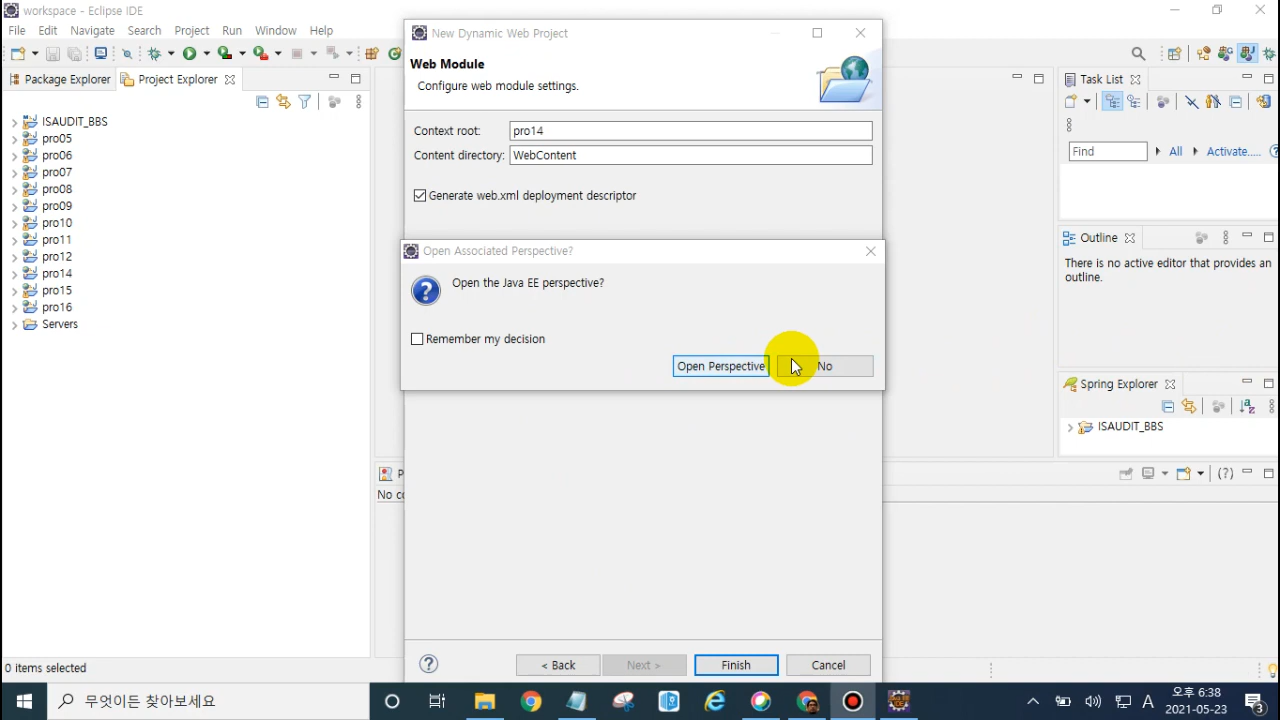 workspace - Eclipse IDE
File Edit Navigate Search Project Run Window Help
Package Explorer
Project Explorer
ISAUDIT_BBS
pro05
pro06
pro07
pro08
pro09
pro10
pro11
pro12
pro14
pro15
pro16
Servers
New Dynamic Web Project
Web Module
Configure web module settings.
Context root: pro14
Content directory: WebContent
Generate web.xml deployment descriptor
Open Associated Perspective?
Open the Java EE perspective?
Remember my decision
Open Perspective
No
< Back
Next >
Finish
Cancel
Task List
Find
All
Activate...
Outline
There is no active editor that provides an
outline.
Spring Explorer
ISAUDIT_BBS
P
No co
0 items selected
무엇이든 찾아보세요
A
오후 6:38
2021-05-23
3